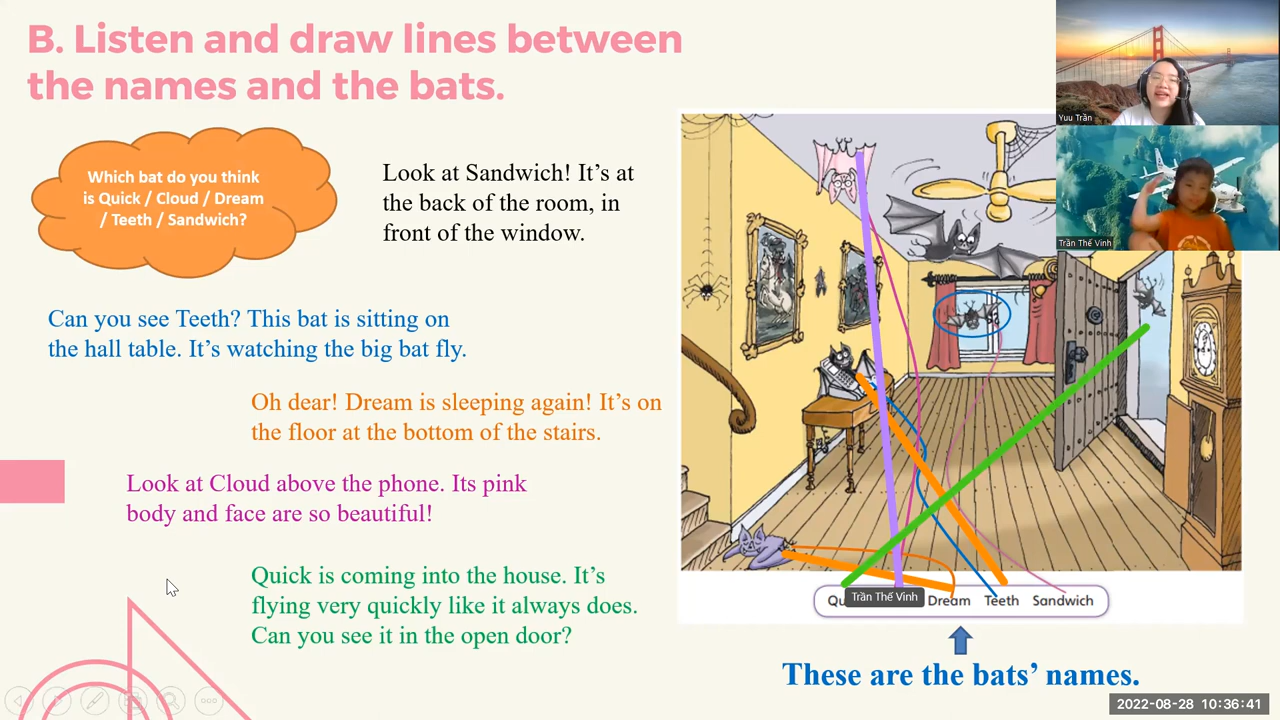 B. Listen and draw lines between
the names and the bats.
Which bat do you think
is Quick / Cloud / Dream
/ Teeth / Sandwich?
Look at Sandwich! It's at
the back of the room, in
front of the window.
Can you see Teeth? This bat is sitting on
the hall table. It's watching the big bat fly.
Oh dear! Dream is sleeping again! It's on
the floor at the bottom of the stairs.
Look at Cloud above the phone. Its pink
body and face are so beautiful!
Quick is coming into the house. It's
flying very quickly like it always does.
Can you see it in the open door?
Yuu Trần
Trần Thế Vinh
Trần Thế Vinh
Dream Teeth Sandwich
These are the bats' names.
2022-08-28 10:36:41